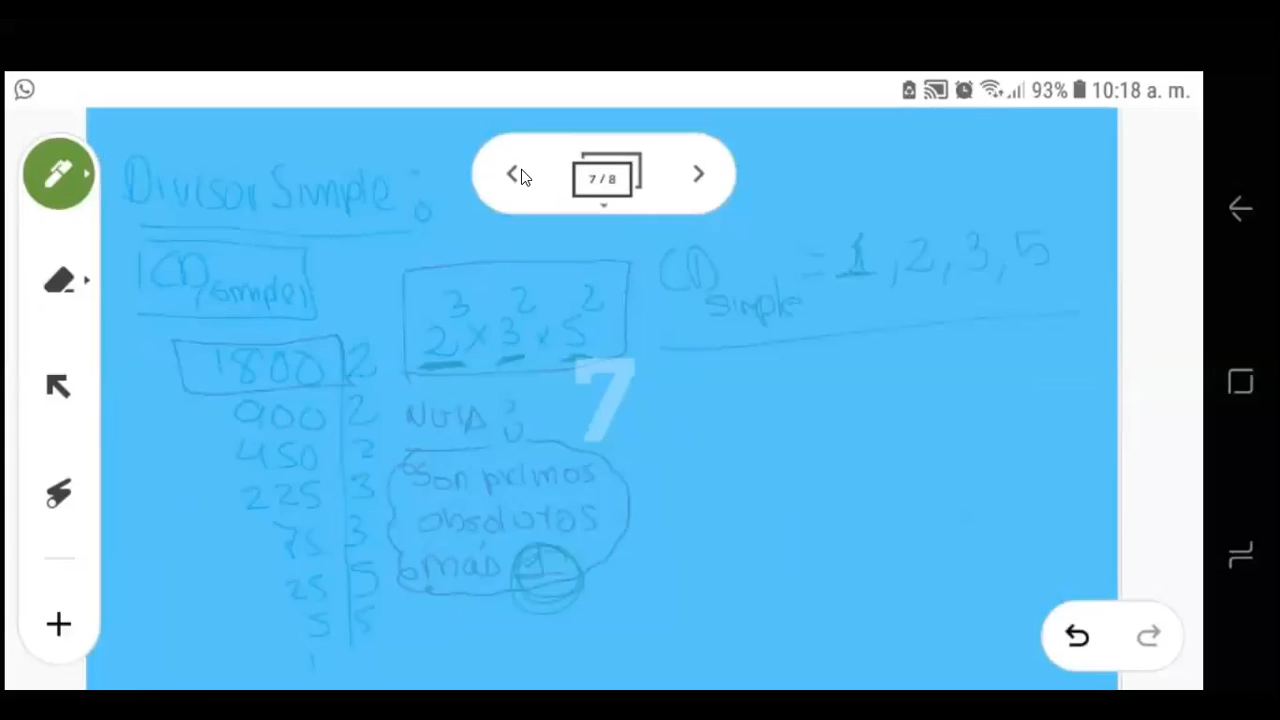 93% 10:18 a. m.
7 / 8
Divisor Simple :
CD simple
1800 2
900 2
450 2
225 3
75 3
25 5
5 5
1
2³ × 3² × 5²
NOTA :
Son primos
absolutos
más 1
CD simple = 1, 2, 3, 5
7